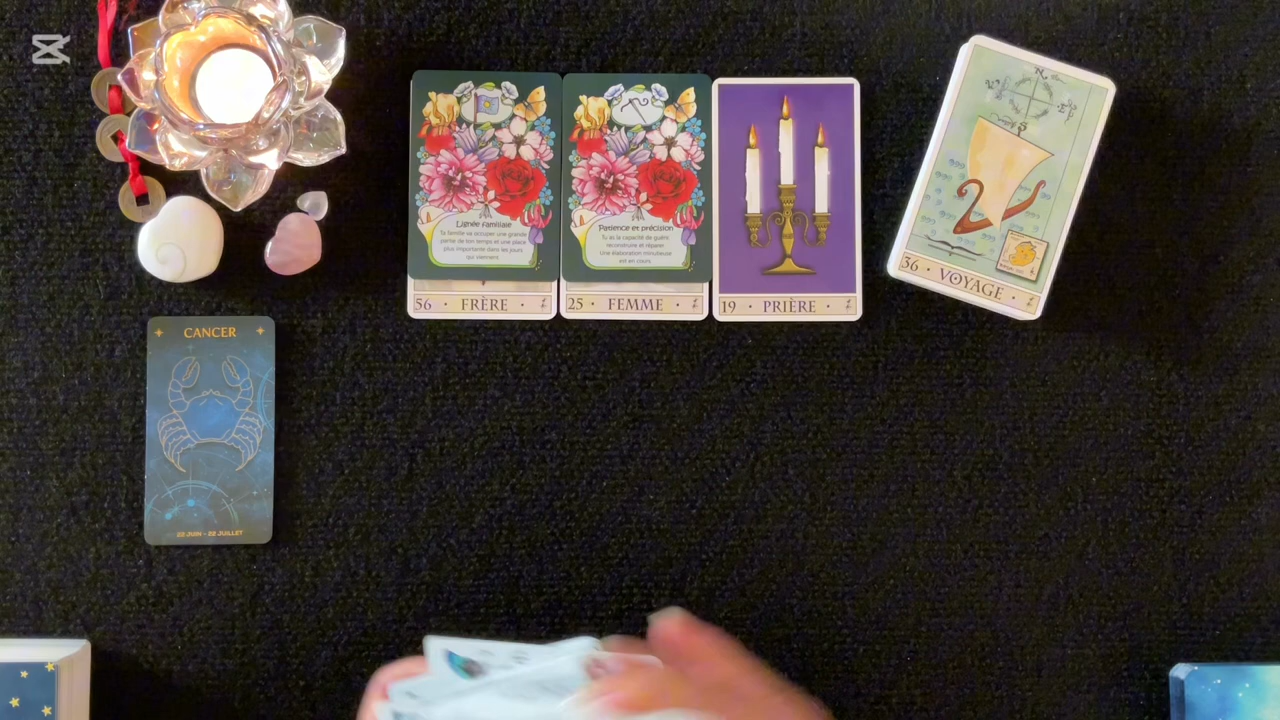 Lignée familiale
Ta famille va occuper une grande
partie de ton temps et une place
plus importante dans les jours
qui viennent
56 · FRÈRE ·
Patience et précision
Tu as la capacité de guérir,
reconstruire et réparer.
Une élaboration minutieuse
est en cours.
25 · FEMME ·
19 · PRIÈRE ·
N
E
S
36 · VOYAGE ·
CANCER
22 JUIN - 22 JUILLET